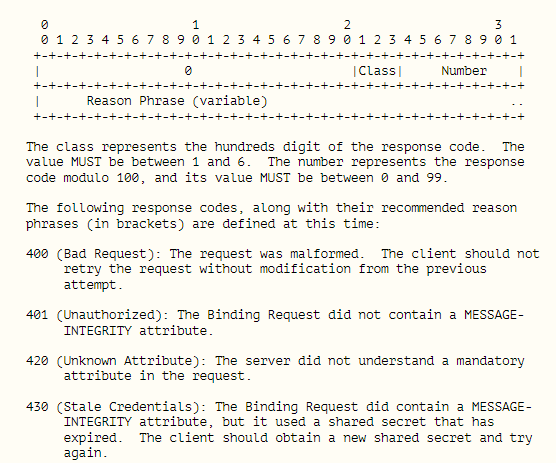 0                   1                   2                   3
 0 1 2 3 4 5 6 7 8 9 0 1 2 3 4 5 6 7 8 9 0 1 2 3 4 5 6 7 8 9 0 1
+-+-+-+-+-+-+-+-+-+-+-+-+-+-+-+-+-+-+-+-+-+-+-+-+-+-+-+-+-+-+-+-+
|                   0                     |Class|     Number    |
+-+-+-+-+-+-+-+-+-+-+-+-+-+-+-+-+-+-+-+-+-+-+-+-+-+-+-+-+-+-+-+-+
|      Reason Phrase (variable)                                ..
+-+-+-+-+-+-+-+-+-+-+-+-+-+-+-+-+-+-+-+-+-+-+-+-+-+-+-+-+-+-+-+-+
The class represents the hundreds digit of the response code.  The
value MUST be between 1 and 6.  The number represents the response
code modulo 100, and its value MUST be between 0 and 99.
The following response codes, along with their recommended reason
phrases (in brackets) are defined at this time:
400 (Bad Request): The request was malformed.  The client should not
     retry the request without modification from the previous
     attempt.
401 (Unauthorized): The Binding Request did not contain a MESSAGE-
     INTEGRITY attribute.
420 (Unknown Attribute): The server did not understand a mandatory
     attribute in the request.
430 (Stale Credentials): The Binding Request did contain a MESSAGE-
     INTEGRITY attribute, but it used a shared secret that has
     expired.  The client should obtain a new shared secret and try
     again.